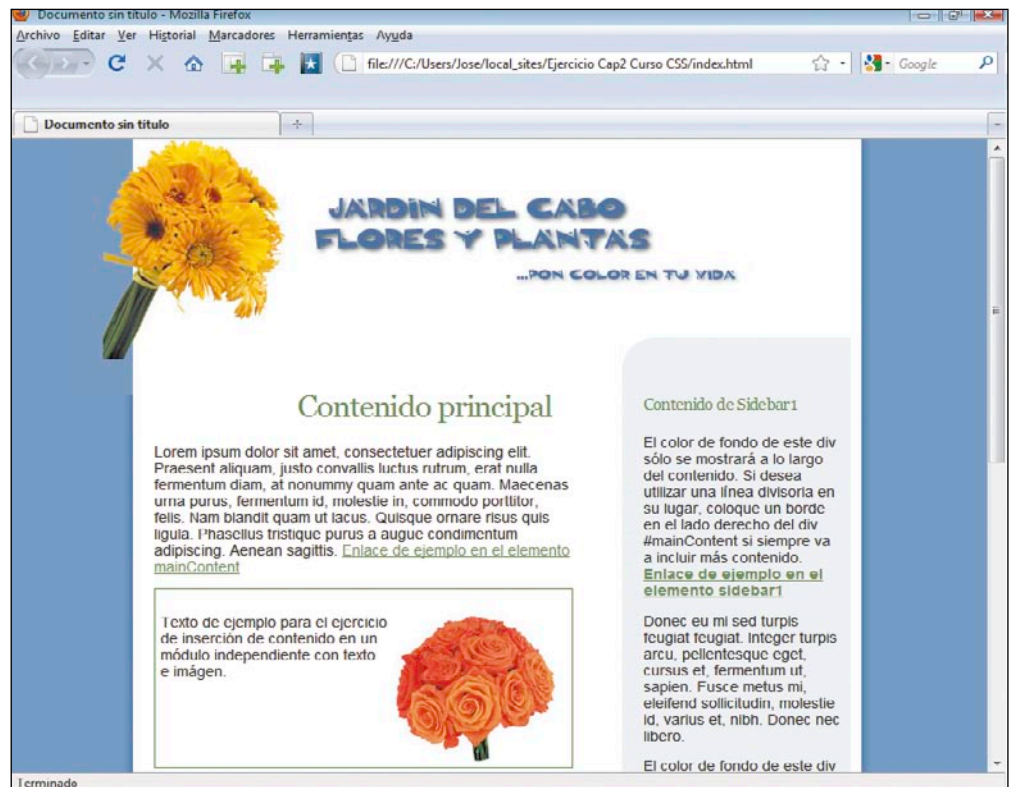 Documento sin título - Mozilla Firefox
Archivo Editar Ver Historial Marcadores Herramientas Ayuda
file:///C:/Users/Jose/local_sites/Ejercicio Cap2 Curso CSS/index.html
Google
Documento sin título
JARDIN DEL CABO
FLORES Y PLANTAS
...PON COLOR EN TU VIDA
Contenido principal
Lorem ipsum dolor sit amet, consectetuer adipiscing elit.
Praesent aliquam, justo convallis luctus rutrum, erat nulla
fermentum diam, at nonummy quam ante ac quam. Maecenas
urna purus, fermentum id, molestie in, commodo porttitor,
felis. Nam blandit quam ut lacus. Quisque ornare risus quis
ligula. Phasellus tristique purus a augue condimentum
adipiscing. Aenean sagittis. Enlace de ejemplo en el elemento
mainContent
Texto de ejemplo para el ejercicio
de inserción de contenido en un
módulo independiente con texto
e imágen.
Contenido de Sidebar1
El color de fondo de este div
sólo se mostrará a lo largo
del contenido. Si desea
utilizar una línea divisoria en
su lugar, coloque un borde
en el lado derecho del div
#mainContent si siempre va
a incluir más contenido.
Enlace de ejemplo en el
elemento sidebar1
Donec eu mi sed turpis
feugiat feugiat. Integer turpis
arcu, pellentesque eget,
cursus et, fermentum ut,
sapien. Fusce metus mi,
eleifend sollicitudin, molestie
id, varius et, nibh. Donec nec
libero.
El color de fondo de este div
Terminado